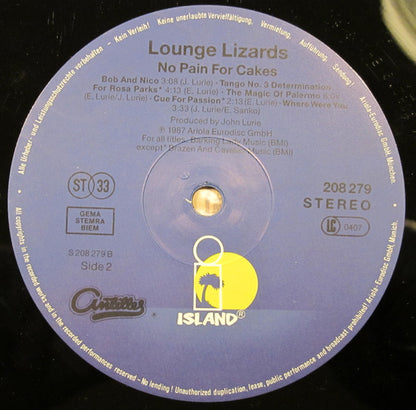 · Kein Verleih! · Keine unerlaubte Vervielfältigung, Vermietung, Aufführung, Sendung!
Alle Urheber- und Leistungsschutzrechte vorbehalten
Ariola-Eurodisc GmbH, München.
Lounge Lizards
No Pain For Cakes
Bob And Nico 3:08 (J. Lurie) · Tango No. 3 Determination
For Rosa Parks* 4:13 (E. Lurie) · The Magic Of Palermo
(E. Lurie/J. Lurie) · Cue For Passion* 2:13 (E. Lurie) · Where Were You
3:33 (J. Lurie/E. Sanko)
Produced by John Lurie
℗ 1987 Ariola Eurodisc GmbH
For all titles: Barking Lady Music (BMI)
except* Brazen And Music (BMI)
ST 33
GEMA
STEMRA
BIEM
S 208 279 B
Side 2
208 279
STEREO
LC 0407
Antilles
i
ISLAND®
All copyrights in the recorded works and in the recorded performances reserved – No lending! Unauthorized duplication, lease, public performance and broadcast prohibited! Ariola-Eurodisc GmbH, Munich.